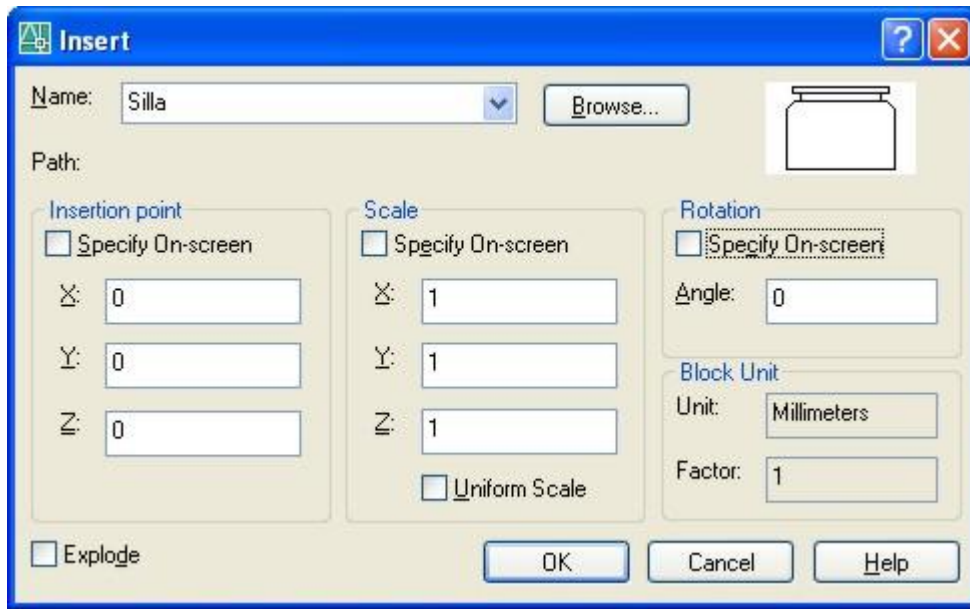 Insert
Name: Silla Browse...
Path:
Insertion point
Specify On-screen
X: 0
Y: 0
Z: 0
Scale
Specify On-screen
X: 1
Y: 1
Z: 1
Uniform Scale
Rotation
Specify On-screen
Angle: 0
Block Unit
Unit: Millimeters
Factor: 1
Explode
OK Cancel Help